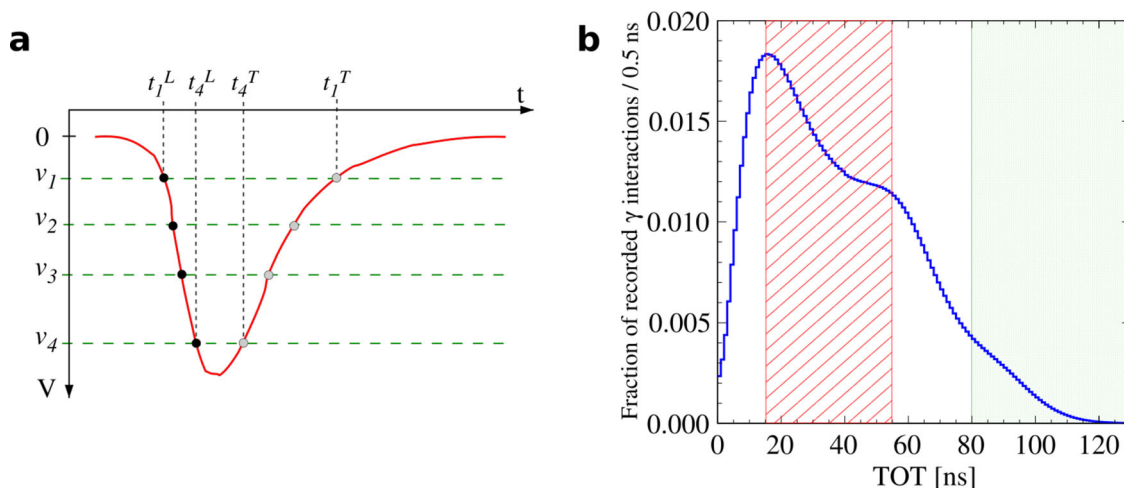 a
t₁ᴸ t₄ᴸ t₄ᵀ t₁ᵀ
t
0
v₁
v₂
v₃
v₄
V
b
Fraction of recorded γ interactions / 0.5 ns
0.020
0.015
0.010
0.005
0.000
0 20 40 60 80 100 120
TOT [ns]